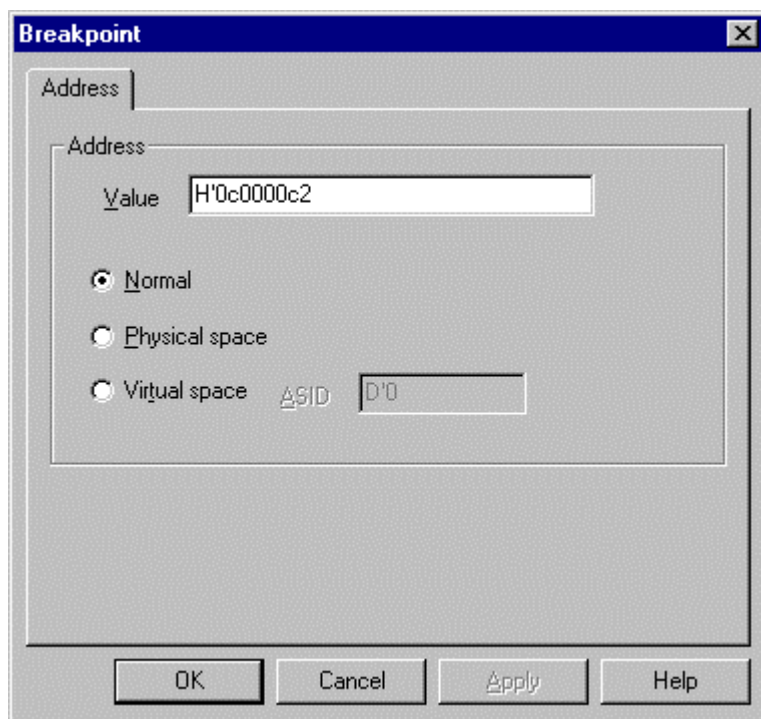 Breakpoint
Address
Address
Value H'0c0000c2
Normal
Physical space
Virtual space ASID D'0
OK Cancel Apply Help